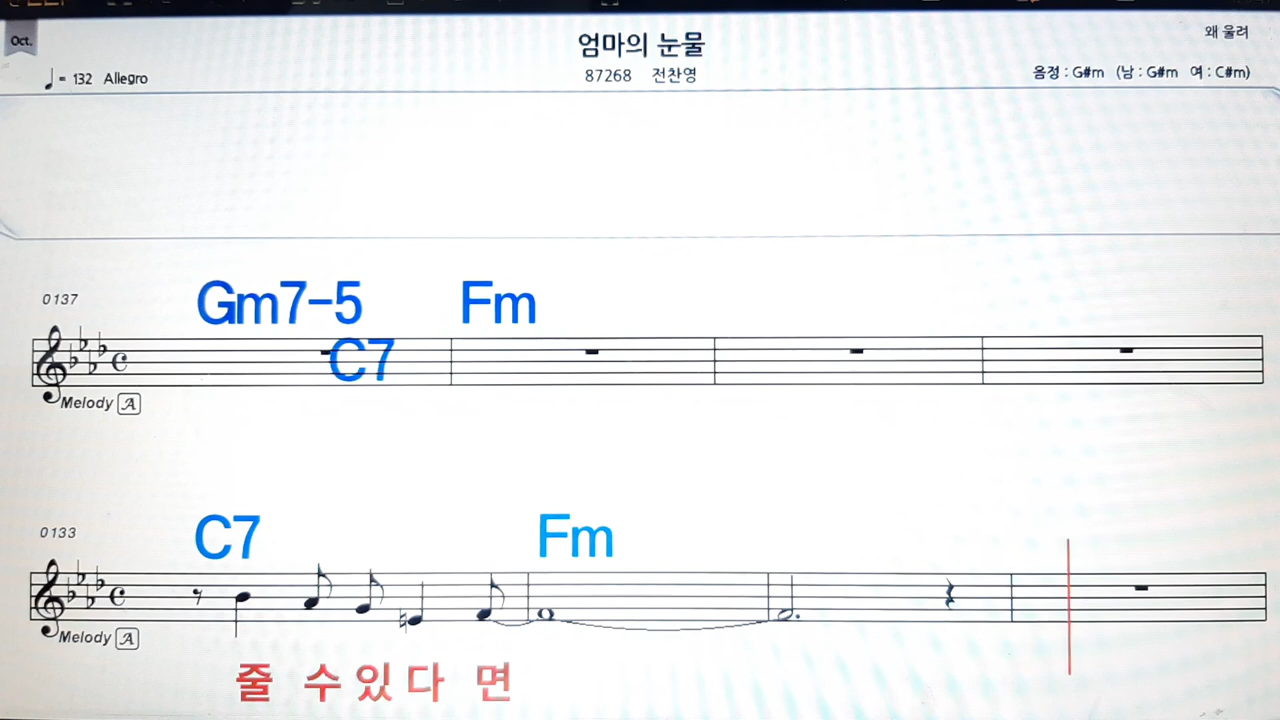 Oct.
엄마의 눈물
왜 울려
♩= 132 Allegro
87268 전찬영
음정 : G#m (남 : G#m 여 : C#m)
0137
Gm7-5 Fm
C7
Melody A
0133
C7 Fm
Melody A
줄 수있다 면